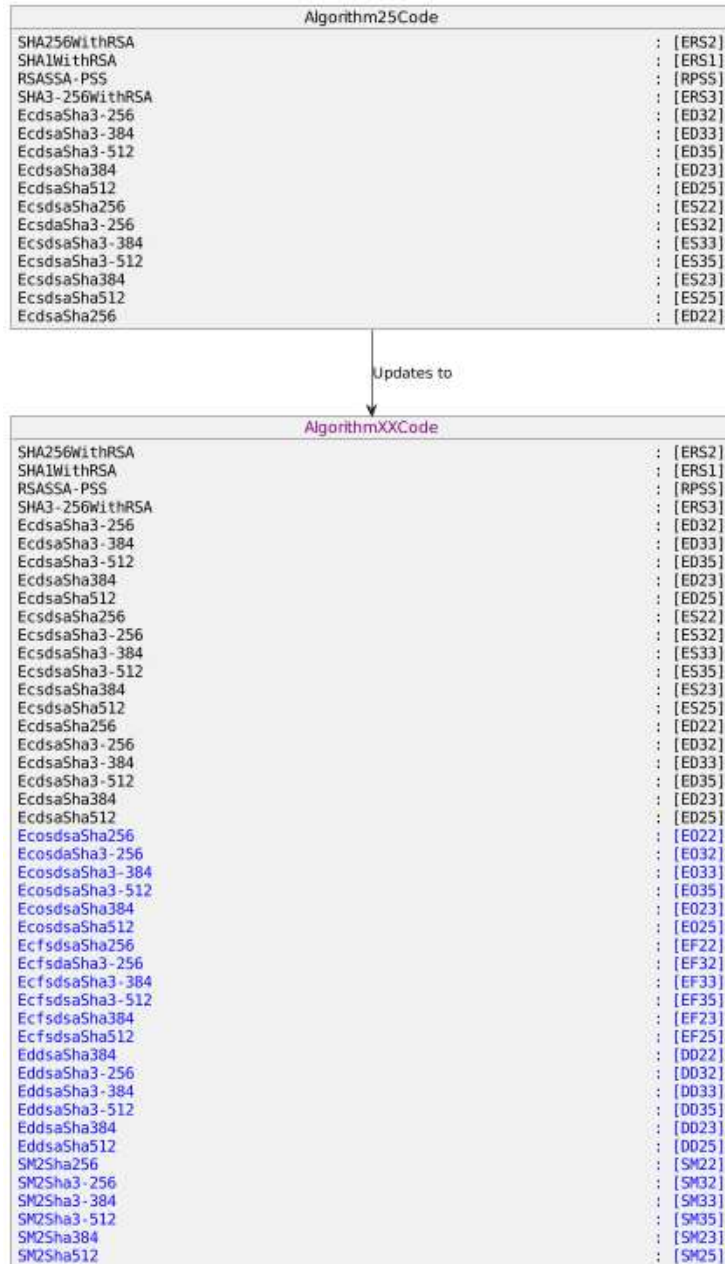 Algorithm25Code
SHA256WithRSA : [ERS2]
SHA1WithRSA : [ERS1]
RSASSA-PSS : [RPSS]
SHA3-256WithRSA : [ERS3]
EcdsaSha3-256 : [ED32]
EcdsaSha3-384 : [ED33]
EcdsaSha3-512 : [ED35]
EcdsaSha384 : [ED23]
EcdsaSha512 : [ED25]
EcsdsaSha256 : [ES22]
EcsdaSha3-256 : [ES32]
EcsdsaSha3-384 : [ES33]
EcsdsaSha3-512 : [ES35]
EcsdsaSha384 : [ES23]
EcsdsaSha512 : [ES25]
EcdsaSha256 : [ED22]
Updates to
AlgorithmXXCode
SHA256WithRSA : [ERS2]
SHA1WithRSA : [ERS1]
RSASSA-PSS : [RPSS]
SHA3-256WithRSA : [ERS3]
EcdsaSha3-256 : [ED32]
EcdsaSha3-384 : [ED33]
EcdsaSha3-512 : [ED35]
EcdsaSha384 : [ED23]
EcdsaSha512 : [ED25]
EcsdsaSha256 : [ES22]
EcsdsaSha3-256 : [ES32]
EcsdsaSha3-384 : [ES33]
EcsdsaSha3-512 : [ES35]
EcsdsaSha384 : [ES23]
EcsdsaSha512 : [ES25]
EcdsaSha256 : [ED22]
EcdsaSha3-256 : [ED32]
EcdsaSha3-384 : [ED33]
EcdsaSha3-512 : [ED35]
EcdsaSha384 : [ED23]
EcdsaSha512 : [ED25]
EcosdsaSha256 : [EO22]
EcosdaSha3-256 : [EO32]
EcosdsaSha3-384 : [EO33]
EcosdsaSha3-512 : [EO35]
EcosdsaSha384 : [EO23]
EcosdsaSha512 : [EO25]
EcfsdsaSha256 : [EF22]
EcfsdaSha3-256 : [EF32]
EcfsdsaSha3-384 : [EF33]
EcfsdsaSha3-512 : [EF35]
EcfsdsaSha384 : [EF23]
EcfsdsaSha512 : [EF25]
EddsaSha384 : [DD22]
EddsaSha3-256 : [DD32]
EddsaSha3-384 : [DD33]
EddsaSha3-512 : [DD35]
EddsaSha384 : [DD23]
EddsaSha512 : [DD25]
SM2Sha256 : [SM22]
SM2Sha3-256 : [SM32]
SM2Sha3-384 : [SM33]
SM2Sha3-512 : [SM35]
SM2Sha384 : [SM23]
SM2Sha512 : [SM25]